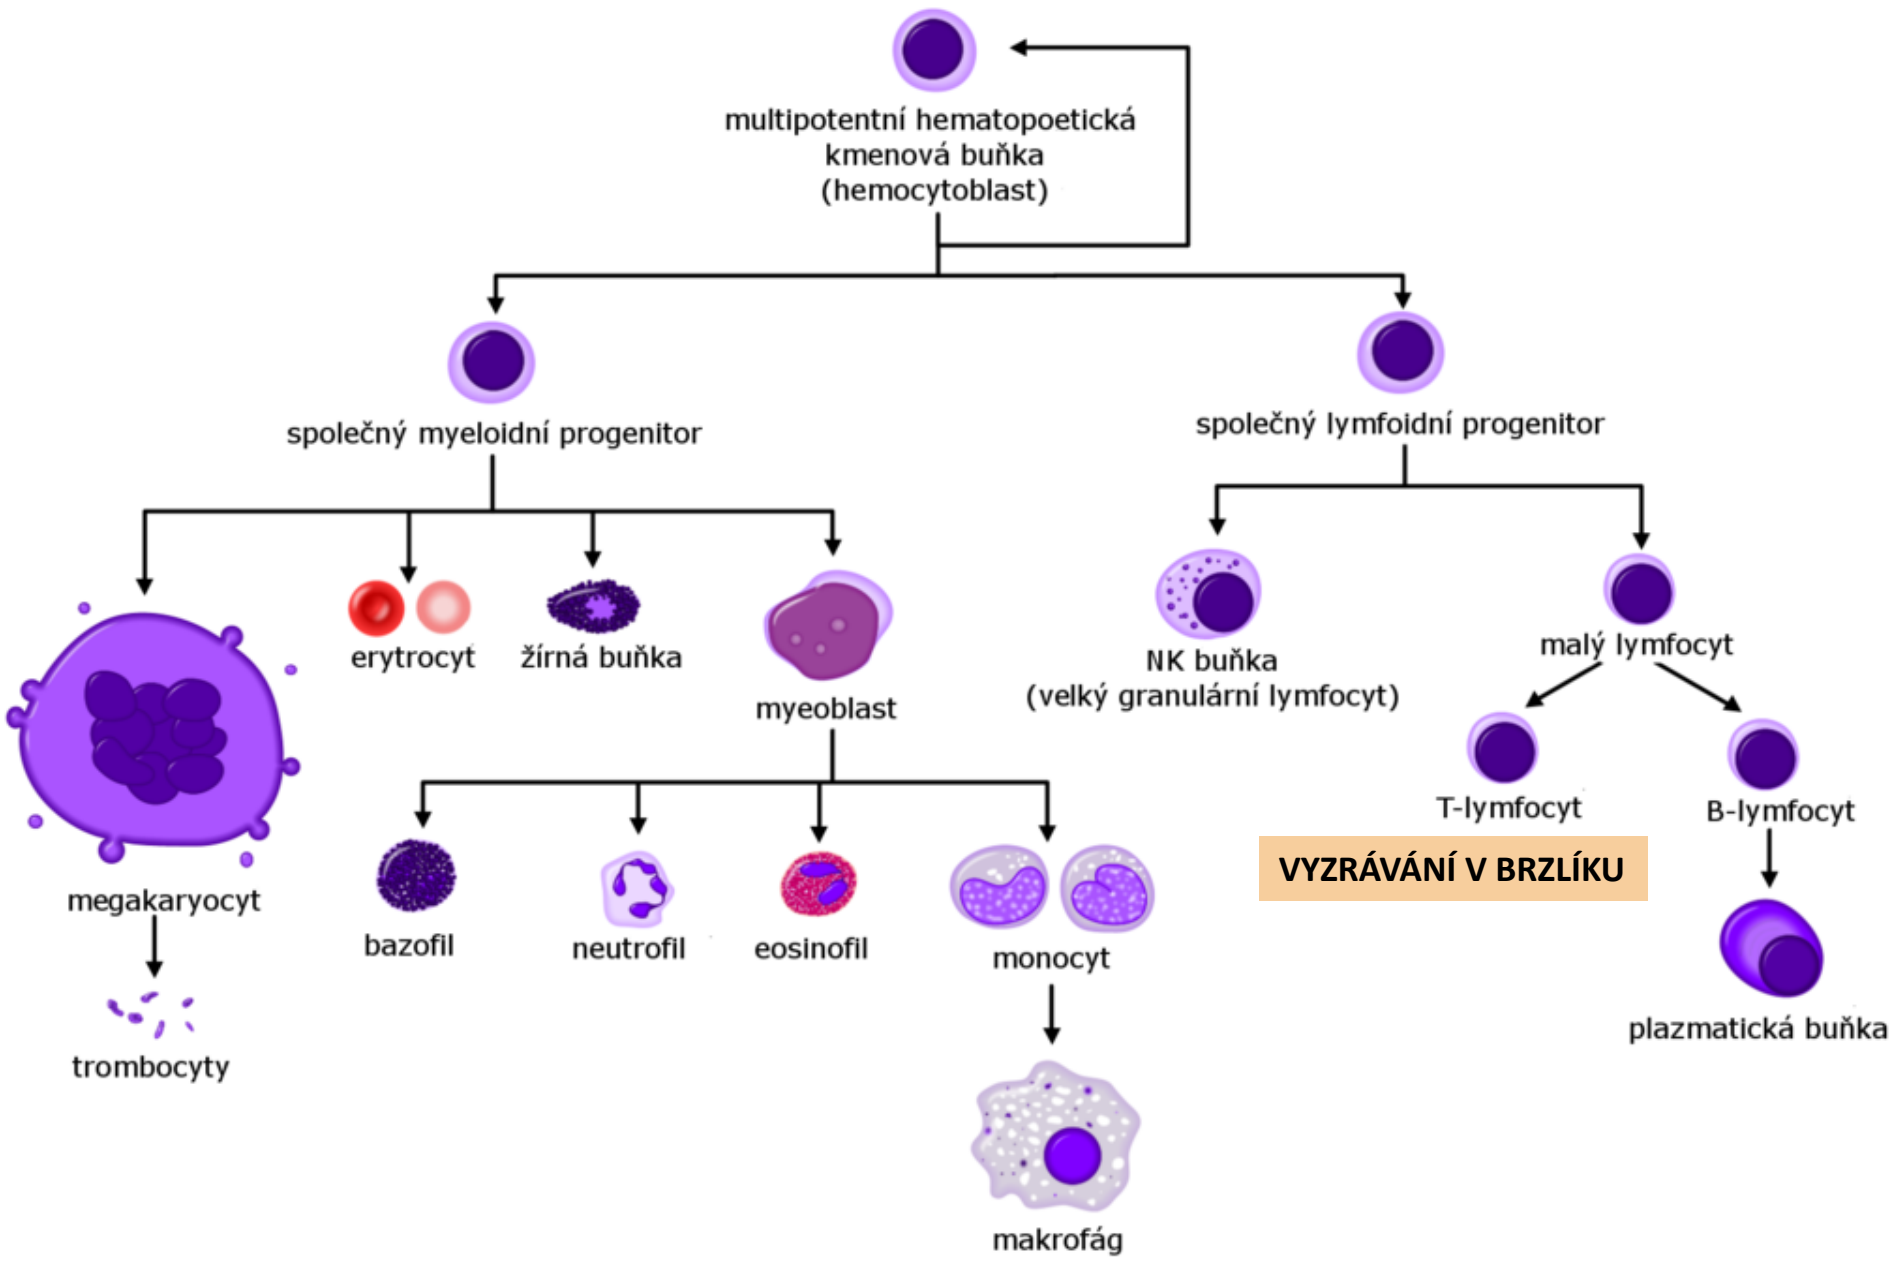 multipotentní hematopoetická
kmenová buňka
(hemocytoblast)
společný myeloidní progenitor
společný lymfoidní progenitor
erytrocyt
žírná buňka
myeoblast
NK buňka
(velký granulární lymfocyt)
malý lymfocyt
T-lymfocyt
B-lymfocyt
VYZRÁVÁNÍ V BRZLÍKU
megakaryocyt
bazofil
neutrofil
eosinofil
monocyt
plazmatická buňka
trombocyty
makrofág